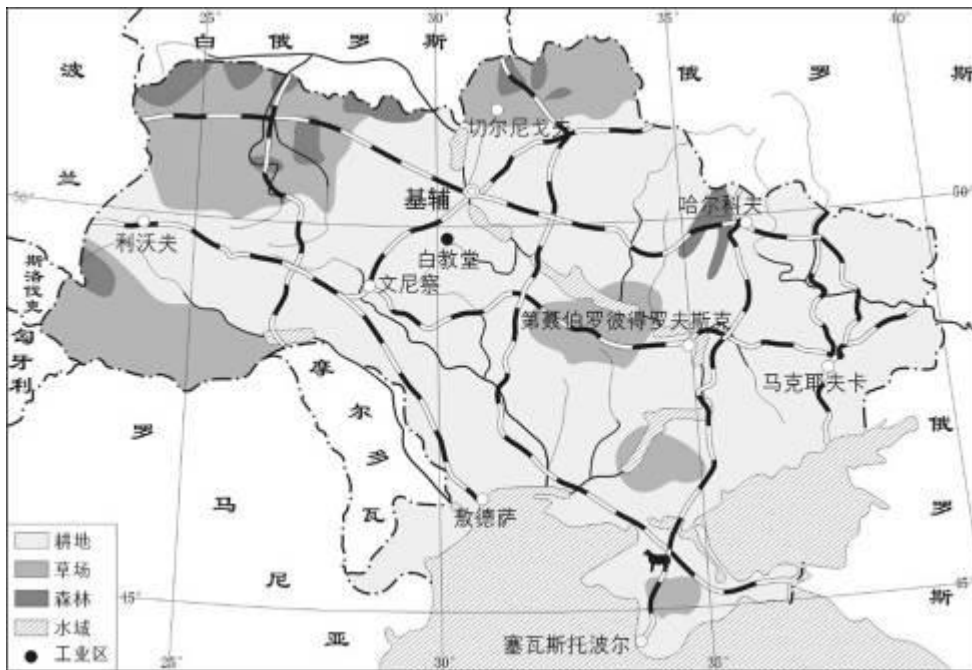 25°
30°
35°
40°
白俄罗斯
波兰
俄罗斯
切尔尼戈夫
50°
基辅
哈尔科夫
50°
利沃夫
白教堂
斯洛伐克
文尼察
第聂伯罗彼得罗夫斯克
匈牙利
马克耶夫卡
摩尔多瓦
罗马尼亚
俄罗斯
敖德萨
耕地
草场
森林
水域
工业区
45°
45°
塞瓦斯托波尔
25°
30°
35°